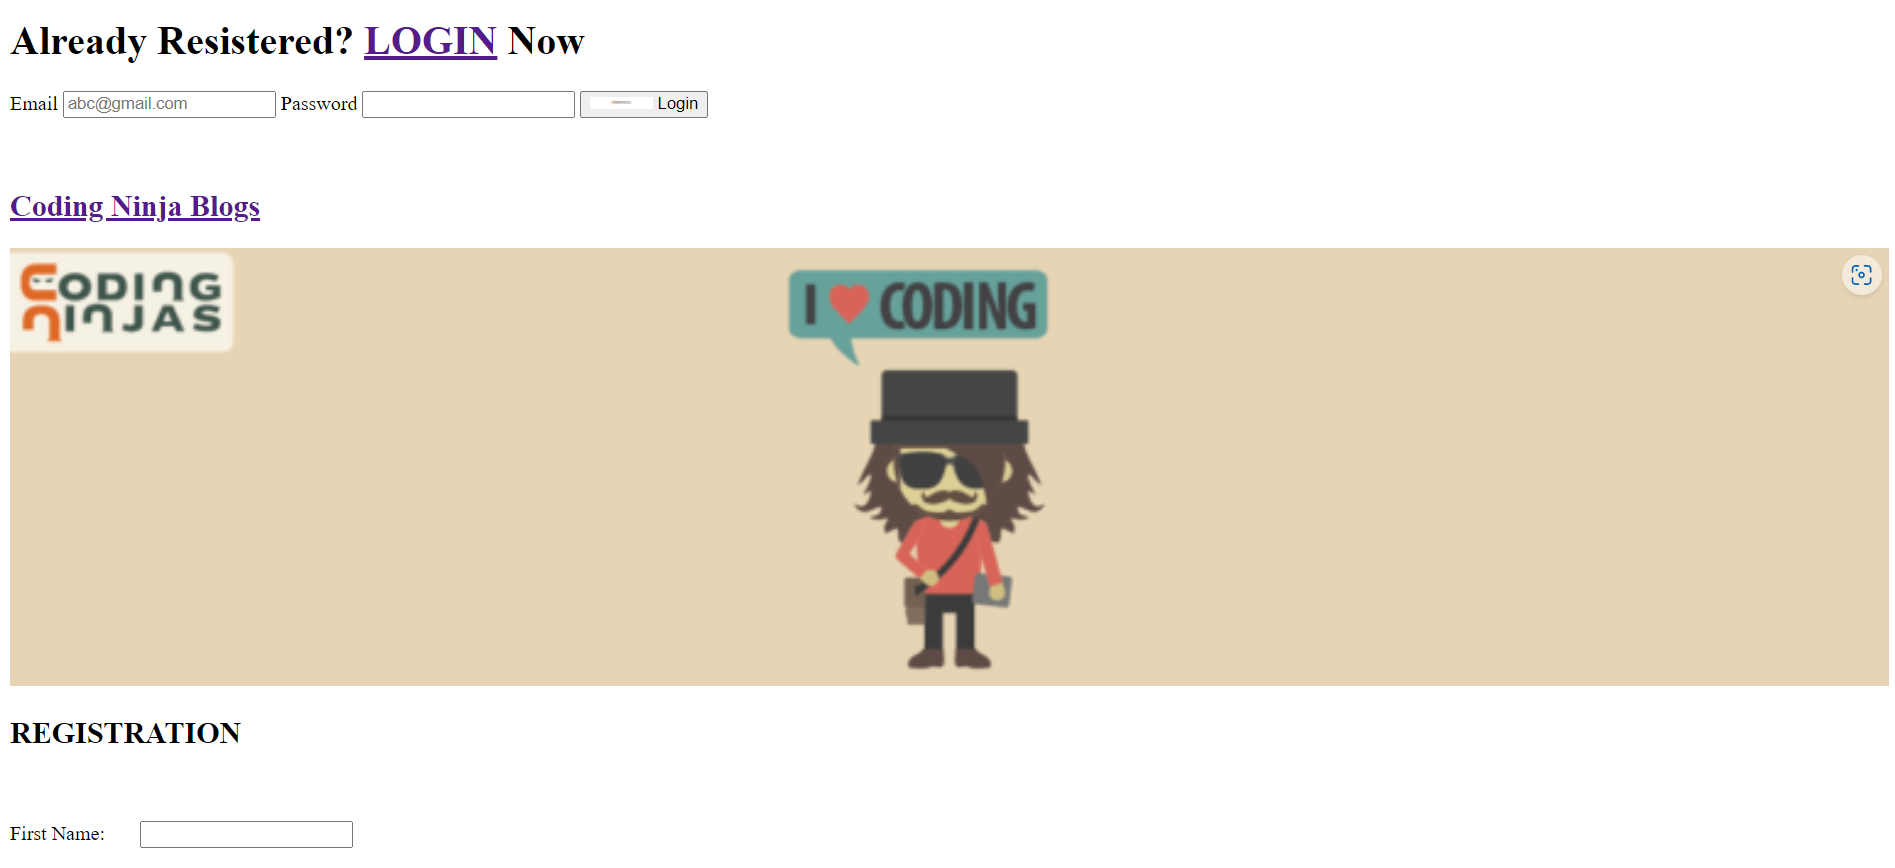 Already Resistered? LOGIN Now
Email abc@gmail.com Password Login
Coding Ninja Blogs
CODING
NINJAS
I CODING
REGISTRATION
First Name: